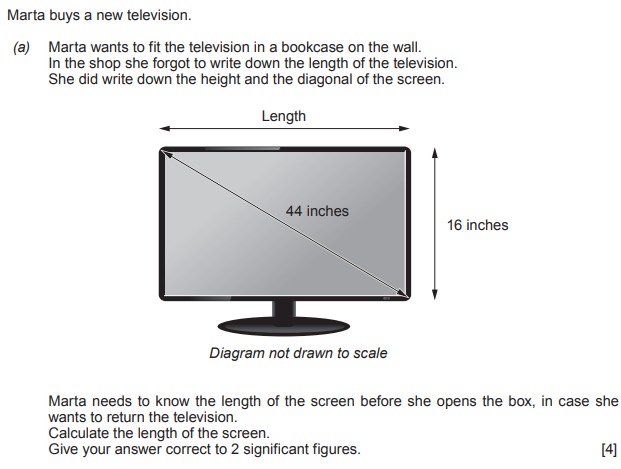 Marta buys a new television.
(a) Marta wants to fit the television in a bookcase on the wall.
In the shop she forgot to write down the length of the television.
She did write down the height and the diagonal of the screen.
Length
44 inches
16 inches
Diagram not drawn to scale
Marta needs to know the length of the screen before she opens the box, in case she
wants to return the television.
Calculate the length of the screen.
Give your answer correct to 2 significant figures. [4]